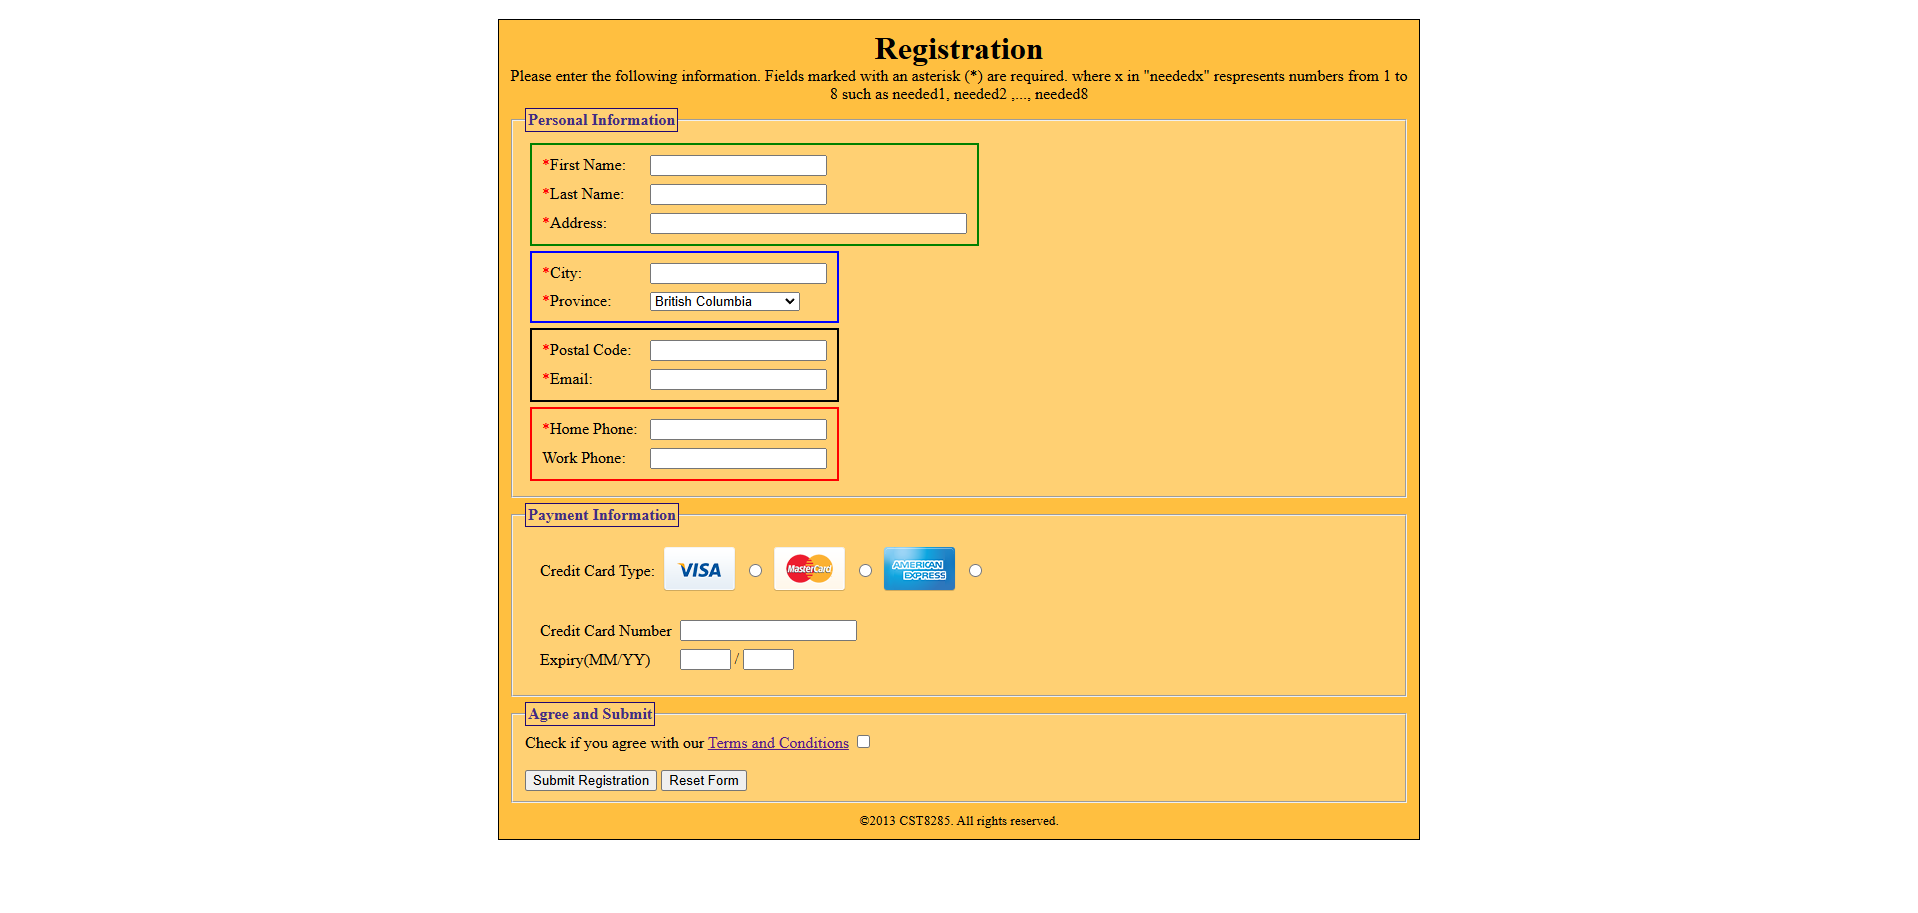 Registration
Please enter the following information. Fields marked with an asterisk (*) are required. where x in "neededx" respresents numbers from 1 to
8 such as needed1, needed2 ,..., needed8
Personal Information
*First Name:
*Last Name:
*Address:
*City:
*Province: British Columbia
*Postal Code:
*Email:
*Home Phone:
Work Phone:
Payment Information
Credit Card Type: VISA MasterCard AMERICAN EXPRESS
Credit Card Number
Expiry(MM/YY) /
Agree and Submit
Check if you agree with our Terms and Conditions
Submit Registration Reset Form
©2013 CST8285. All rights reserved.